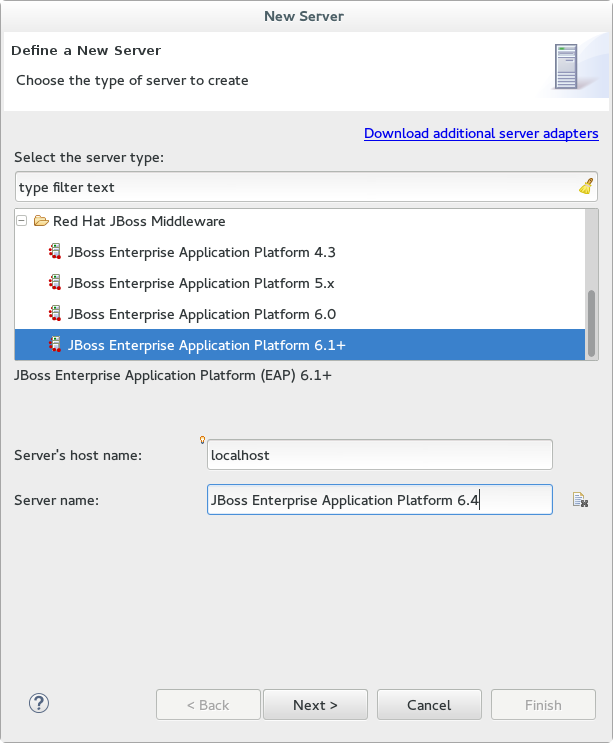 New Server
Define a New Server
Choose the type of server to create
Download additional server adapters
Select the server type:
type filter text
Red Hat JBoss Middleware
JBoss Enterprise Application Platform 4.3
JBoss Enterprise Application Platform 5.x
JBoss Enterprise Application Platform 6.0
JBoss Enterprise Application Platform 6.1+
JBoss Enterprise Application Platform (EAP) 6.1+
Server's host name: localhost
Server name: JBoss Enterprise Application Platform 6.4
? < Back Next > Cancel Finish